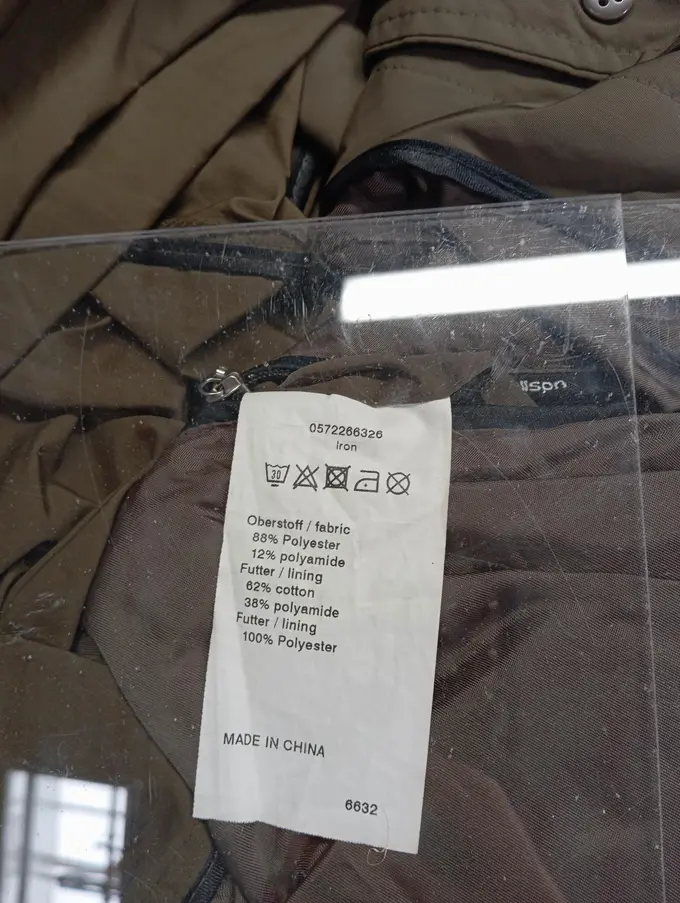 0572266326
Iron
30
Oberstoff / fabric
88% Polyester
12% polyamide
Futter / lining
62% cotton
38% polyamide
Futter / lining
100% Polyester
MADE IN CHINA
6632